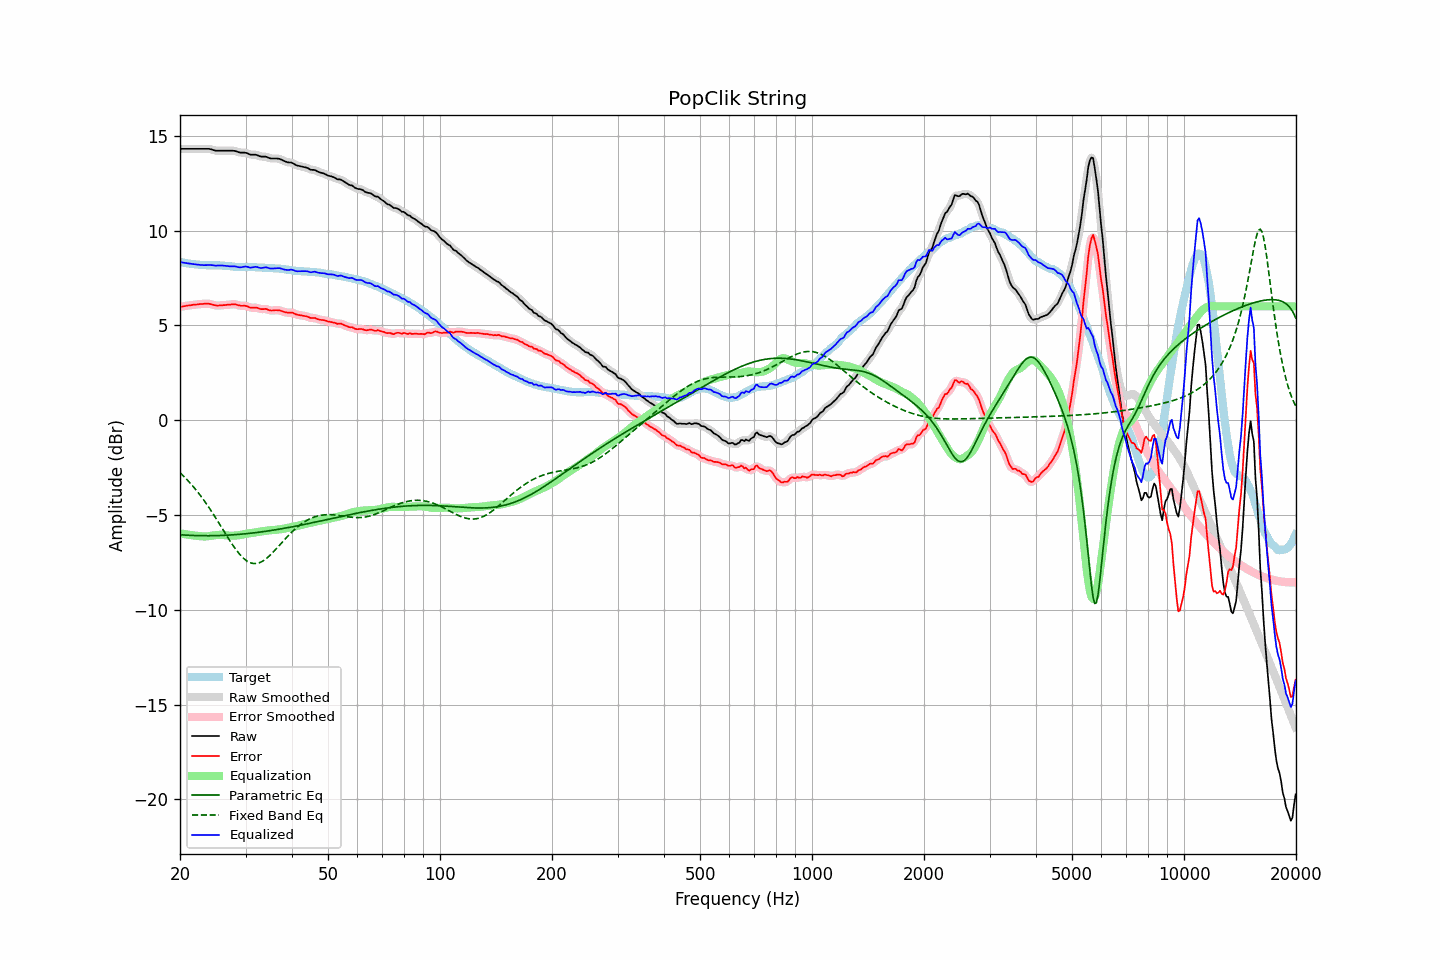 PopClik String
15
10
5
0
−5
−10
−15
−20
Amplitude (dBr)
Target
Raw Smoothed
Error Smoothed
Raw
Error
Equalization
Parametric Eq
Fixed Band Eq
Equalized
20 50 100 200 500 1000 2000 5000 10000 20000
Frequency (Hz)